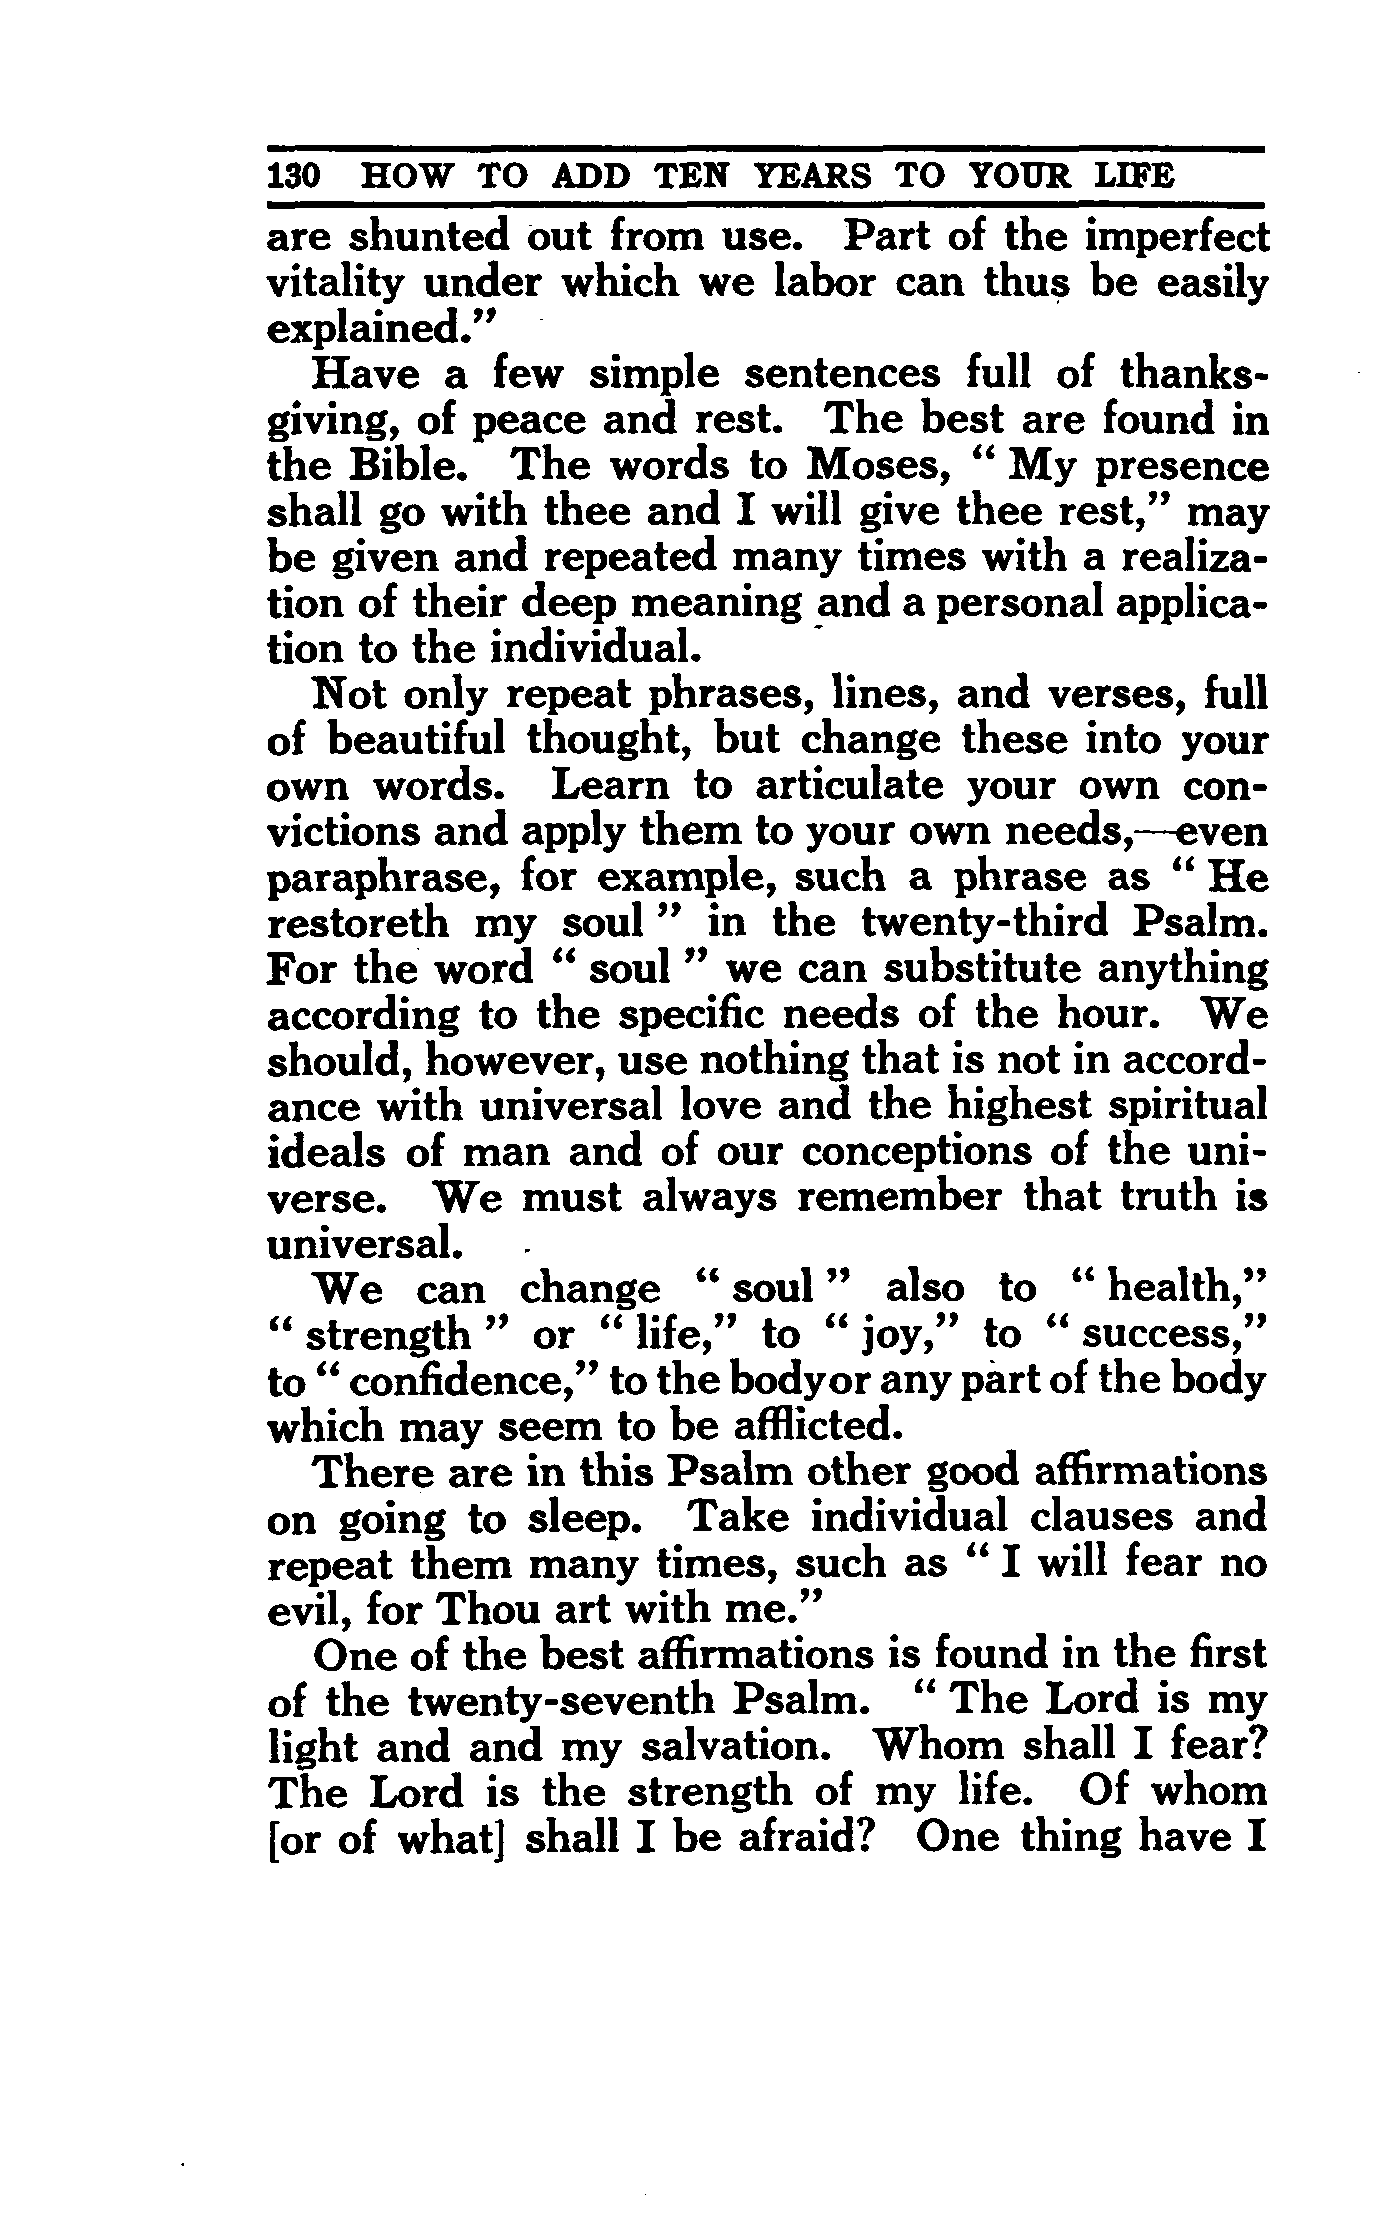 130 HOW TO ADD TEN YEARS TO YOUR LIFE
are shunted out from use. Part of the imperfect
vitality under which we labor can thus be easily
explained.”
Have a few simple sentences full of thanks-
giving, of peace and rest. The best are found in
the Bible. The words to Moses, “ My presence
shall go with thee and I will give thee rest,” may
be given and repeated many times with a realiza-
tion of their deep meaning and a personal applica-
tion to the individual.
Not only repeat phrases, lines, and verses, full
of beautiful thought, but change these into your
own words. Learn to articulate your own con-
victions and apply them to your own needs,—even
paraphrase, for example, such a phrase as “ He
restoreth my soul ” in the twenty-third Psalm.
For the word “ soul ” we can substitute anything
according to the specific needs of the hour. We
should, however, use nothing that is not in accord-
ance with universal love and the highest spiritual
ideals of man and of our conceptions of the uni-
verse. We must always remember that truth is
universal.
We can change “ soul ” also to “ health,”
“ strength ” or “ life,” to “ joy,” to “ success,”
to “ confidence,” to the body or any part of the body
which may seem to be afflicted.
There are in this Psalm other good affirmations
on going to sleep. Take individual clauses and
repeat them many times, such as “ I will fear no
evil, for Thou art with me.”
One of the best affirmations is found in the first
of the twenty-seventh Psalm. “ The Lord is my
light and and my salvation. Whom shall I fear?
The Lord is the strength of my life. Of whom
[or of what] shall I be afraid? One thing have I